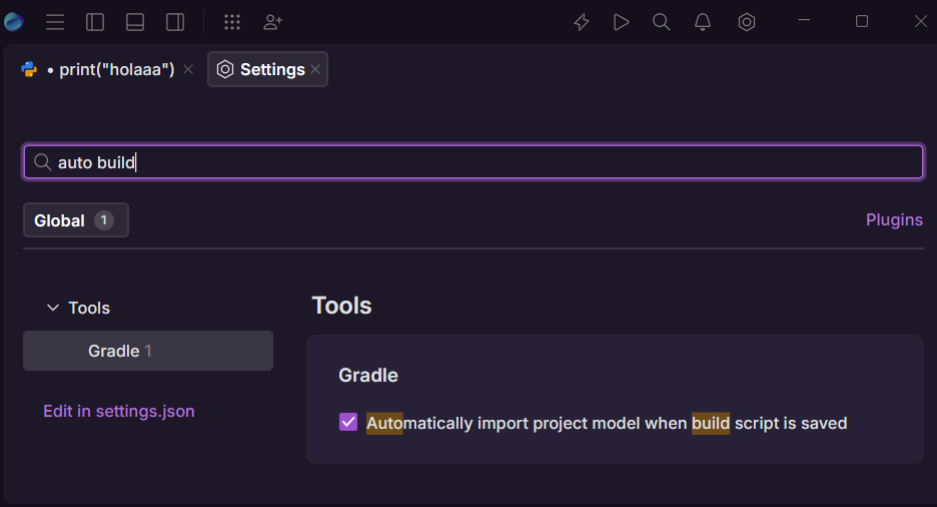 • print("holaaa")
Settings
auto build
Global 1
Plugins
Tools
Gradle 1
Edit in settings.json
Tools
Gradle
Automatically import project model when build script is saved